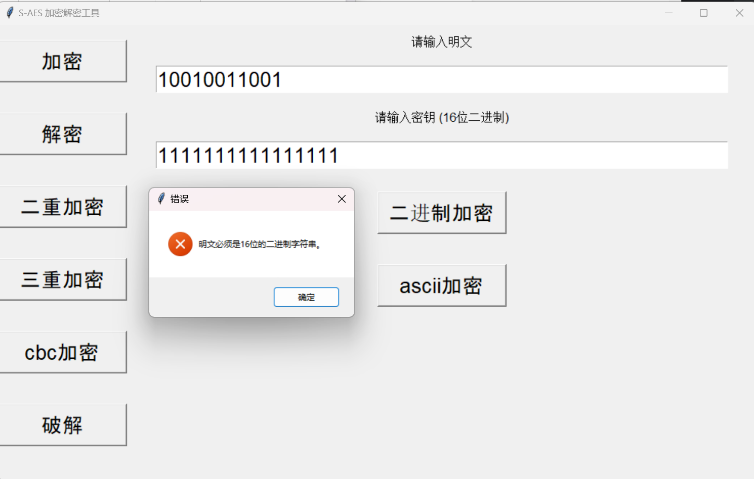 S-AES 加密解密工具
加密
解密
二重加密
三重加密
cbc加密
破解
请输入明文
10010011001
请输入密钥 (16位二进制)
1111111111111111
二进制加密
ascii加密
错误
明文必须是16位的二进制字符串。
确定